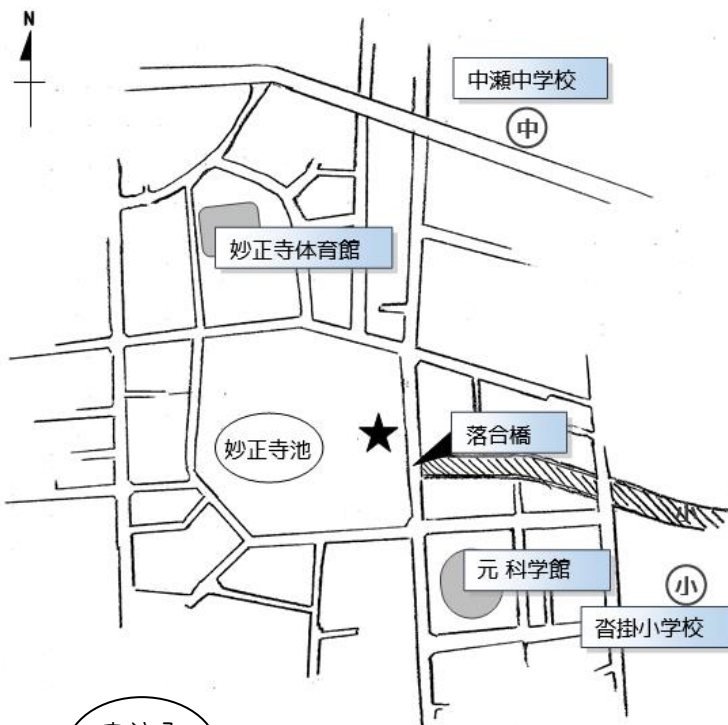 N
中瀬中学校
中
妙正寺体育館
妙正寺池
落合橋
元 科学館
小
沓掛小学校